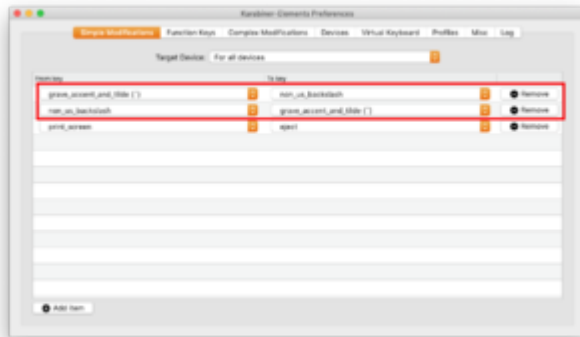 Karabiner-Elements Preferences
Simple Modifications Function Keys Complex Modifications Devices Virtual Keyboard Profiles Misc Log
Target Device: For all devices
From key To key
grave_accent_and_tilde (`) non_us_backslash Remove
non_us_backslash grave_accent_and_tilde (`) Remove
print_screen eject Remove
Add item